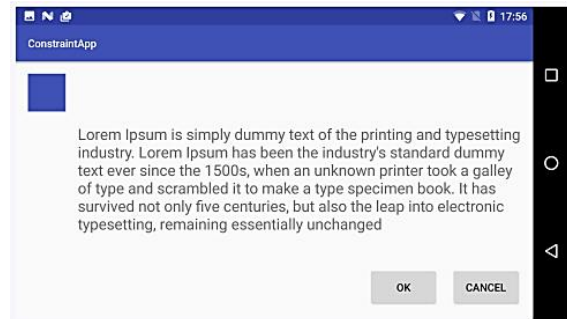 17:56
ConstraintApp
Lorem Ipsum is simply dummy text of the printing and typesetting
industry. Lorem Ipsum has been the industry's standard dummy
text ever since the 1500s, when an unknown printer took a galley
of type and scrambled it to make a type specimen book. It has
survived not only five centuries, but also the leap into electronic
typesetting, remaining essentially unchanged
OK CANCEL